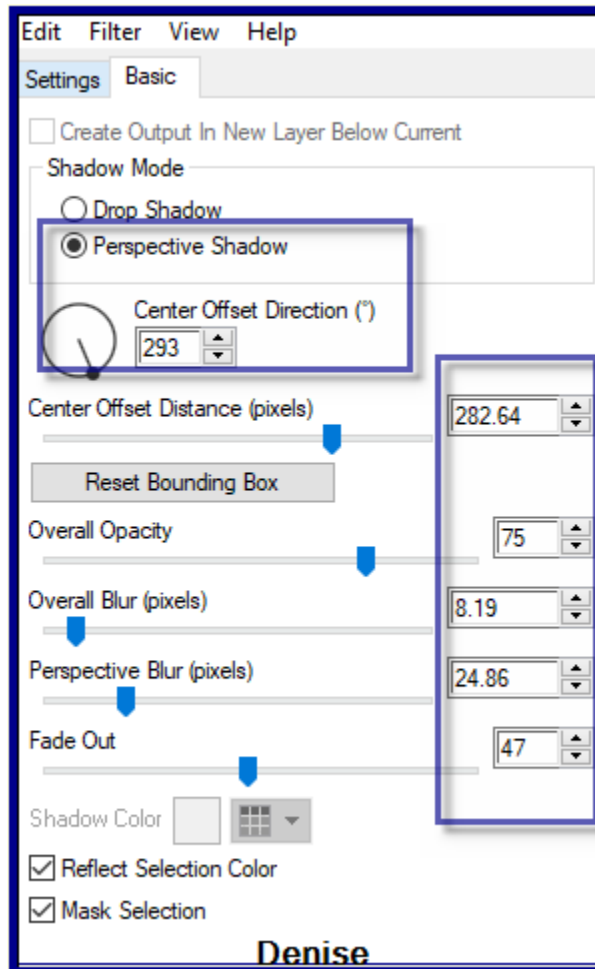 Edit Filter View Help
Settings Basic
Create Output In New Layer Below Current
Shadow Mode
Drop Shadow
Perspective Shadow
Center Offset Direction (°)
293
Center Offset Distance (pixels)
282.64
Reset Bounding Box
Overall Opacity
75
Overall Blur (pixels)
8.19
Perspective Blur (pixels)
24.86
Fade Out
47
Shadow Color
Reflect Selection Color
Mask Selection
Denise